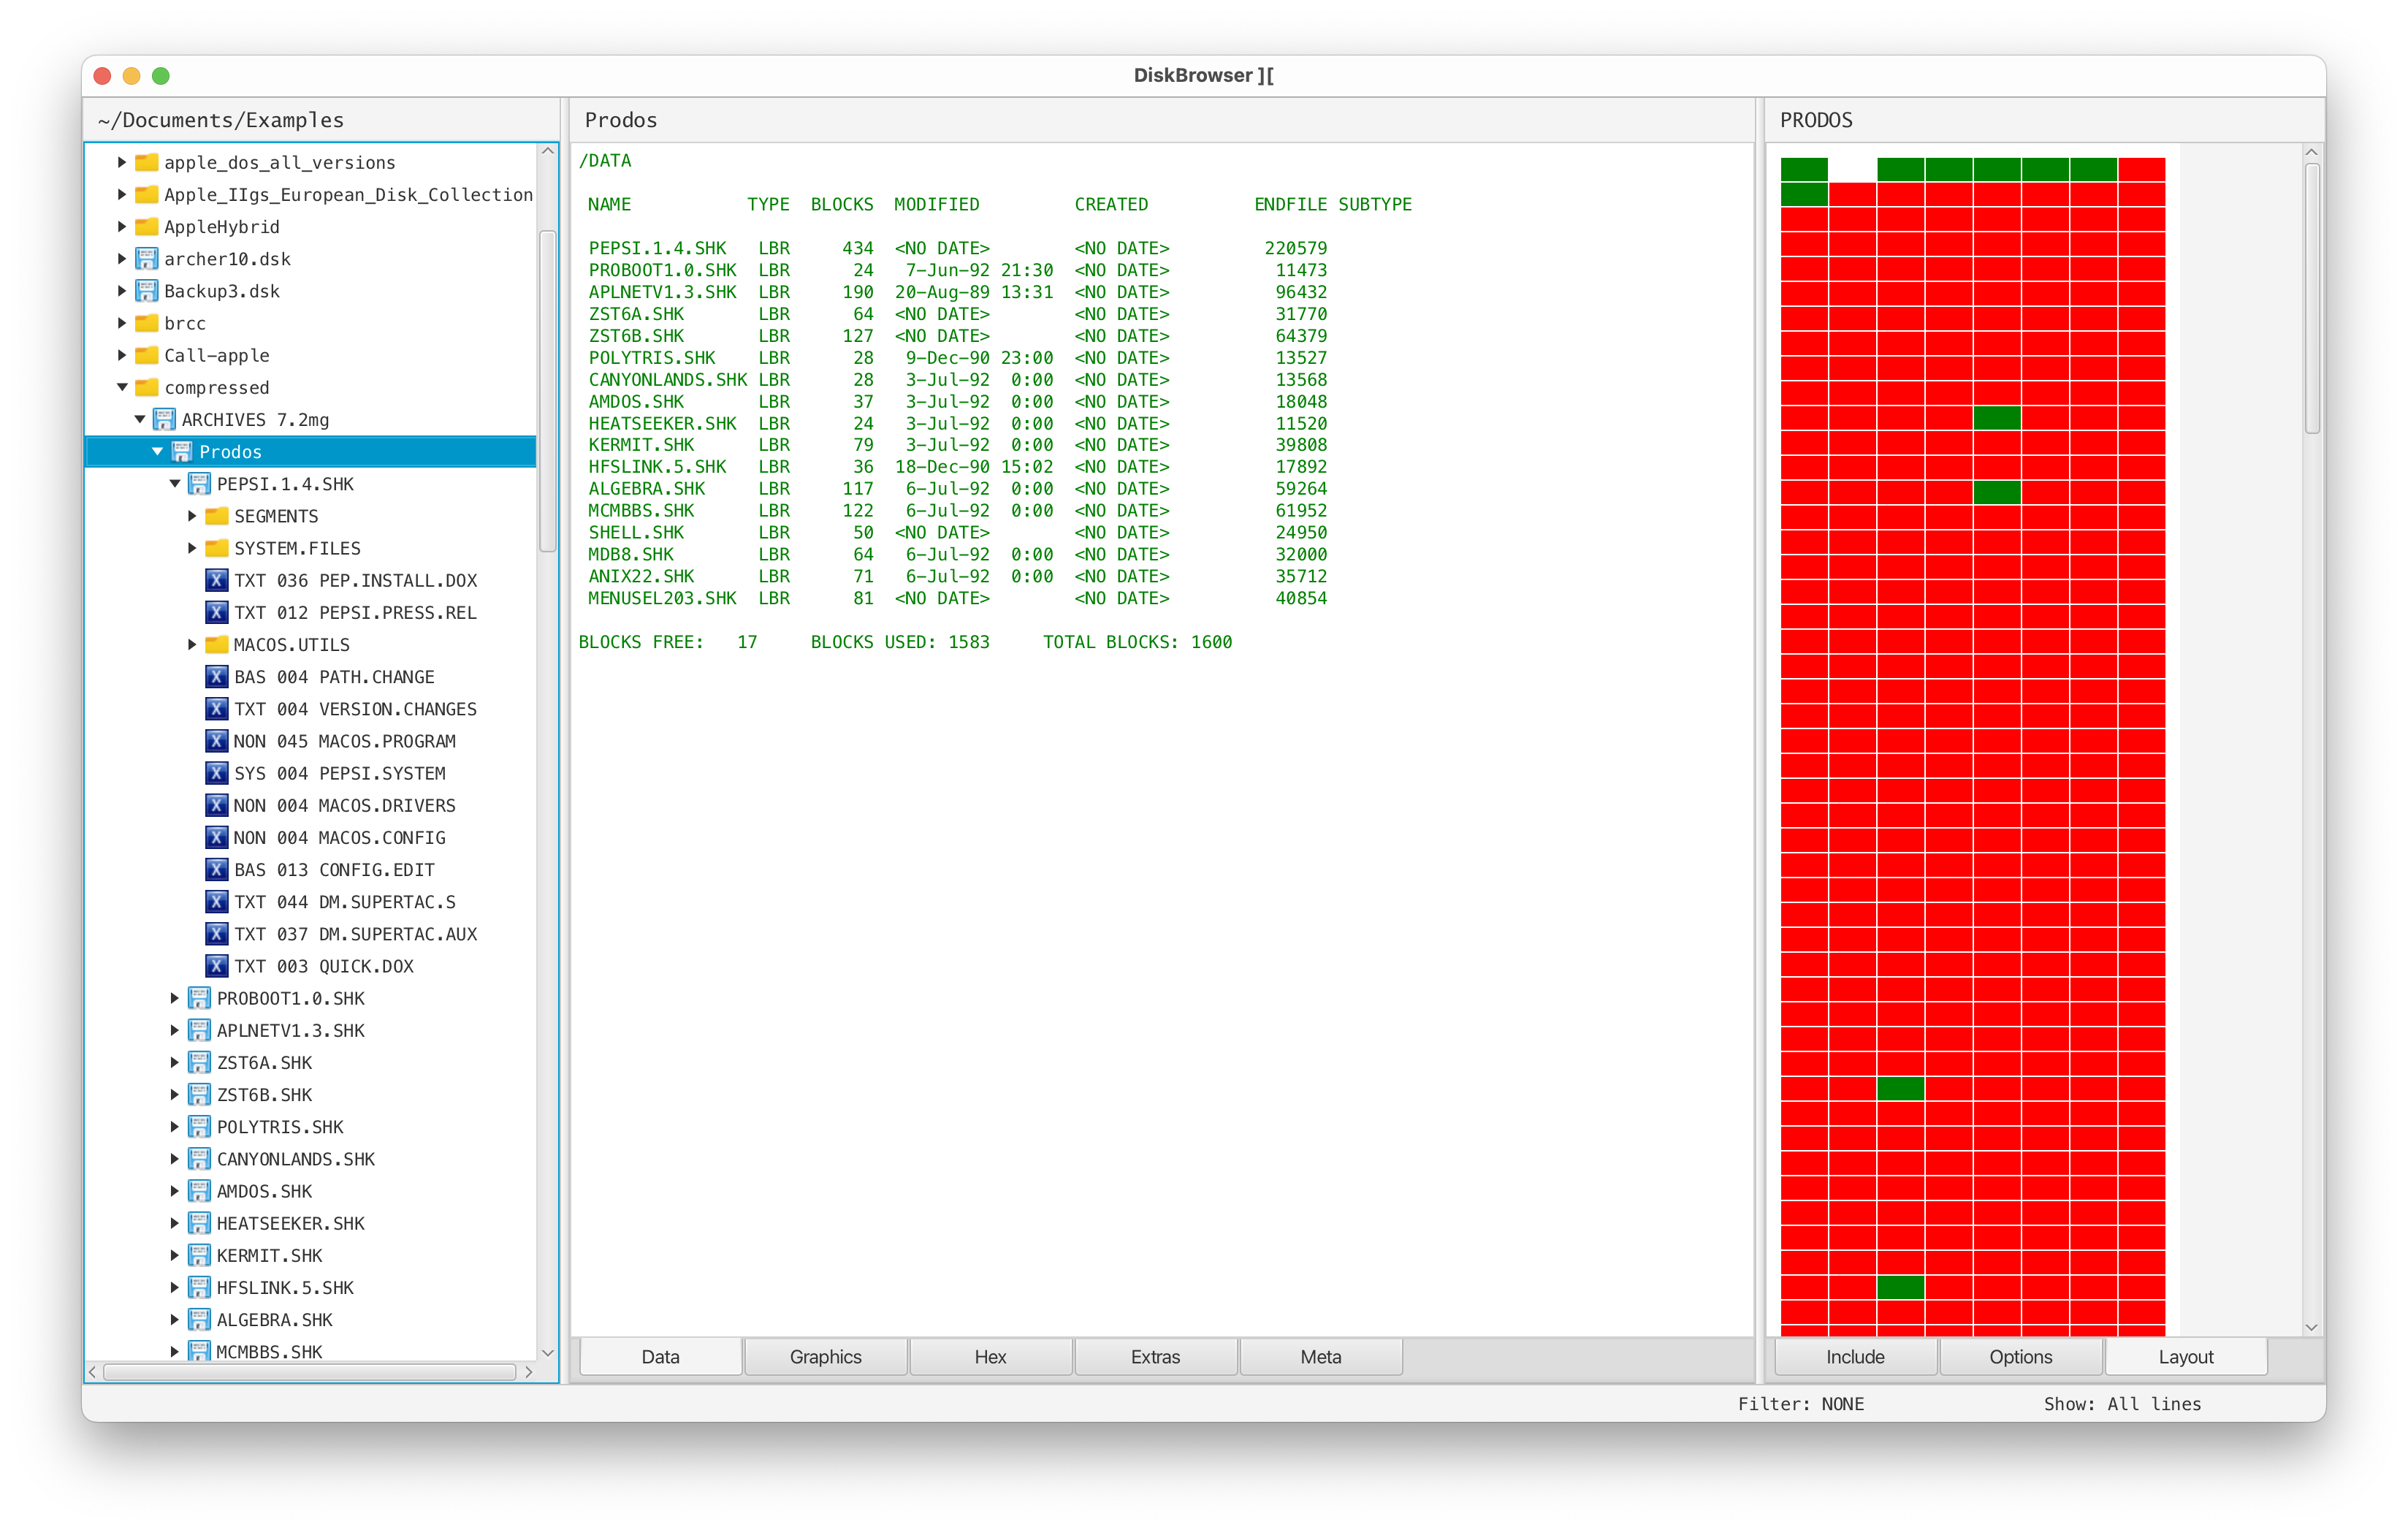 DiskBrowser ][
~/Documents/Examples
apple_dos_all_versions
Apple_IIgs_European_Disk_Collection
AppleHybrid
archer10.dsk
Backup3.dsk
brcc
Call-apple
compressed
ARCHIVES 7.2mg
Prodos
PEPSI.1.4.SHK
SEGMENTS
SYSTEM.FILES
TXT 036 PEP.INSTALL.DOX
TXT 012 PEPSI.PRESS.REL
MACOS.UTILS
BAS 004 PATH.CHANGE
TXT 004 VERSION.CHANGES
NON 045 MACOS.PROGRAM
SYS 004 PEPSI.SYSTEM
NON 004 MACOS.DRIVERS
NON 004 MACOS.CONFIG
BAS 013 CONFIG.EDIT
TXT 044 DM.SUPERTAC.S
TXT 037 DM.SUPERTAC.AUX
TXT 003 QUICK.DOX
PROBOOT1.0.SHK
APLNETV1.3.SHK
ZST6A.SHK
ZST6B.SHK
POLYTRIS.SHK
CANYONLANDS.SHK
AMDOS.SHK
HEATSEEKER.SHK
KERMIT.SHK
HFSLINK.5.SHK
ALGEBRA.SHK
MCMBBS.SHK
Prodos
/DATA
NAME TYPE BLOCKS MODIFIED CREATED ENDFILE SUBTYPE
PEPSI.1.4.SHK LBR 434 <NO DATE> <NO DATE> 220579
PROBOOT1.0.SHK LBR 24 7-Jun-92 21:30 <NO DATE> 11473
APLNETV1.3.SHK LBR 190 20-Aug-89 13:31 <NO DATE> 96432
ZST6A.SHK LBR 64 <NO DATE> <NO DATE> 31770
ZST6B.SHK LBR 127 <NO DATE> <NO DATE> 64379
POLYTRIS.SHK LBR 28 9-Dec-90 23:00 <NO DATE> 13527
CANYONLANDS.SHK LBR 28 3-Jul-92 0:00 <NO DATE> 13568
AMDOS.SHK LBR 37 3-Jul-92 0:00 <NO DATE> 18048
HEATSEEKER.SHK LBR 24 3-Jul-92 0:00 <NO DATE> 11520
KERMIT.SHK LBR 79 3-Jul-92 0:00 <NO DATE> 39808
HFSLINK.5.SHK LBR 36 18-Dec-90 15:02 <NO DATE> 17892
ALGEBRA.SHK LBR 117 6-Jul-92 0:00 <NO DATE> 59264
MCMBBS.SHK LBR 122 6-Jul-92 0:00 <NO DATE> 61952
SHELL.SHK LBR 50 <NO DATE> <NO DATE> 24950
MDB8.SHK LBR 64 6-Jul-92 0:00 <NO DATE> 32000
ANIX22.SHK LBR 71 6-Jul-92 0:00 <NO DATE> 35712
MENUSEL203.SHK LBR 81 <NO DATE> <NO DATE> 40854
BLOCKS FREE: 17 BLOCKS USED: 1583 TOTAL BLOCKS: 1600
Data Graphics Hex Extras Meta
PRODOS
Include Options Layout
Filter: NONE Show: All lines